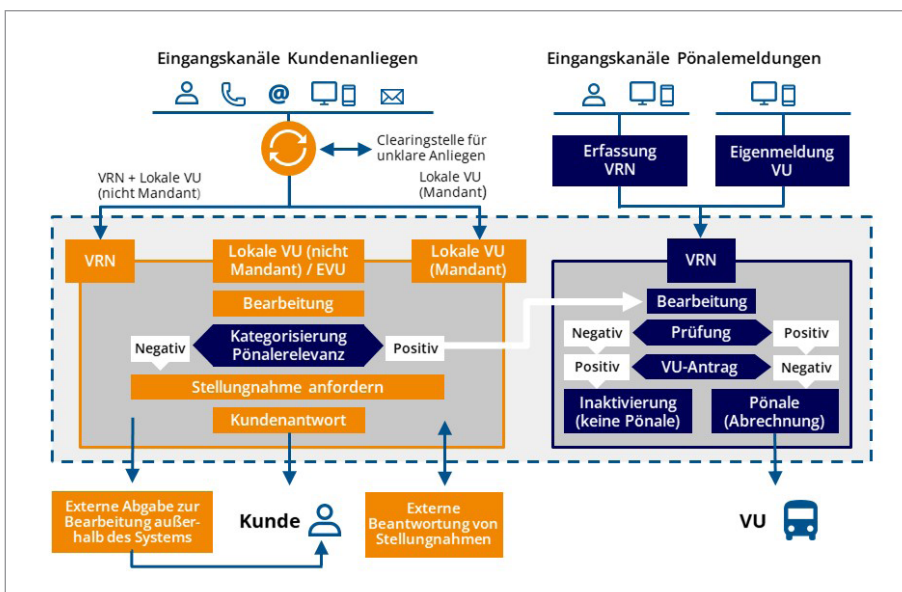 Eingangskanäle Kundenanliegen
Eingangskanäle Pönalemeldungen
@
Clearingstelle für
unklare Anliegen
VRN + Lokale VU
(nicht Mandant)
Lokale VU
(Mandant)
Erfassung
VRN
Eigenmeldung
VU
VRN
Lokale VU (nicht
Mandant) / EVU
Lokale VU
(Mandant)
Bearbeitung
Negativ
Kategorisierung
Pönalerelevanz
Positiv
Stellungnahme anfordern
Kundenantwort
VRN
Bearbeitung
Negativ
Prüfung
Positiv
Positiv
VU-Antrag
Negativ
Inaktivierung
(keine Pönale)
Pönale
(Abrechnung)
Externe Abgabe zur
Bearbeitung außer-
halb des Systems
Kunde
Externe
Beantwortung von
Stellungnahmen
VU